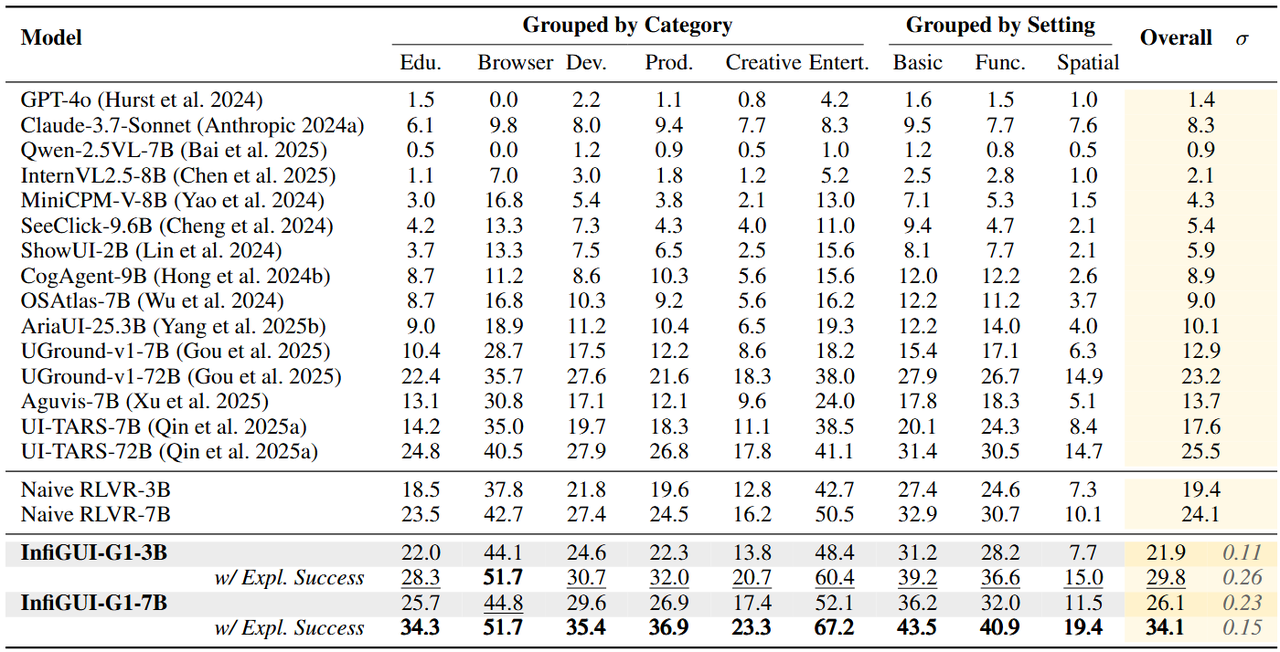 Model Grouped by Category Grouped by Setting Overall σ
Edu. Browser Dev. Prod. Creative Entert. Basic Func. Spatial
GPT-4o (Hurst et al. 2024) 1.5 0.0 2.2 1.1 0.8 4.2 1.6 1.5 1.0 1.4
Claude-3.7-Sonnet (Anthropic 2024a) 6.1 9.8 8.0 9.4 7.7 8.3 9.5 7.7 7.6 8.3
Qwen-2.5VL-7B (Bai et al. 2025) 0.5 0.0 1.2 0.9 0.5 1.0 1.2 0.8 0.5 0.9
InternVL2.5-8B (Chen et al. 2025) 1.1 7.0 3.0 1.8 1.2 5.2 2.5 2.8 1.0 2.1
MiniCPM-V-8B (Yao et al. 2024) 3.0 16.8 5.4 3.8 2.1 13.0 7.1 5.3 1.5 4.3
SeeClick-9.6B (Cheng et al. 2024) 4.2 13.3 7.3 4.3 4.0 11.0 9.4 4.7 2.1 5.4
ShowUI-2B (Lin et al. 2024) 3.7 13.3 7.5 6.5 2.5 15.6 8.1 7.7 2.1 5.9
CogAgent-9B (Hong et al. 2024b) 8.7 11.2 8.6 10.3 5.6 15.6 12.0 12.2 2.6 8.9
OSAtlas-7B (Wu et al. 2024) 8.7 16.8 10.3 9.2 5.6 16.2 12.2 11.2 3.7 9.0
AriaUI-25.3B (Yang et al. 2025b) 9.0 18.9 11.2 10.4 6.5 19.3 12.2 14.0 4.0 10.1
UGround-v1-7B (Gou et al. 2025) 10.4 28.7 17.5 12.2 8.6 18.2 15.4 17.1 6.3 12.9
UGround-v1-72B (Gou et al. 2025) 22.4 35.7 27.6 21.6 18.3 38.0 27.9 26.7 14.9 23.2
Aguvis-7B (Xu et al. 2025) 13.1 30.8 17.1 12.1 9.6 24.0 17.8 18.3 5.1 13.7
UI-TARS-7B (Qin et al. 2025a) 14.2 35.0 19.7 18.3 11.1 38.5 20.1 24.3 8.4 17.6
UI-TARS-72B (Qin et al. 2025a) 24.8 40.5 27.9 26.8 17.8 41.1 31.4 30.5 14.7 25.5
Naive RLVR-3B 18.5 37.8 21.8 19.6 12.8 42.7 27.4 24.6 7.3 19.4
Naive RLVR-7B 23.5 42.7 27.4 24.5 16.2 50.5 32.9 30.7 10.1 24.1
InfiGUI-G1-3B 22.0 44.1 24.6 22.3 13.8 48.4 31.2 28.2 7.7 21.9 0.11
w/ Expl. Success 28.3 51.7 30.7 32.0 20.7 60.4 39.2 36.6 15.0 29.8 0.26
InfiGUI-G1-7B 25.7 44.8 29.6 26.9 17.4 52.1 36.2 32.0 11.5 26.1 0.23
w/ Expl. Success 34.3 51.7 35.4 36.9 23.3 67.2 43.5 40.9 19.4 34.1 0.15